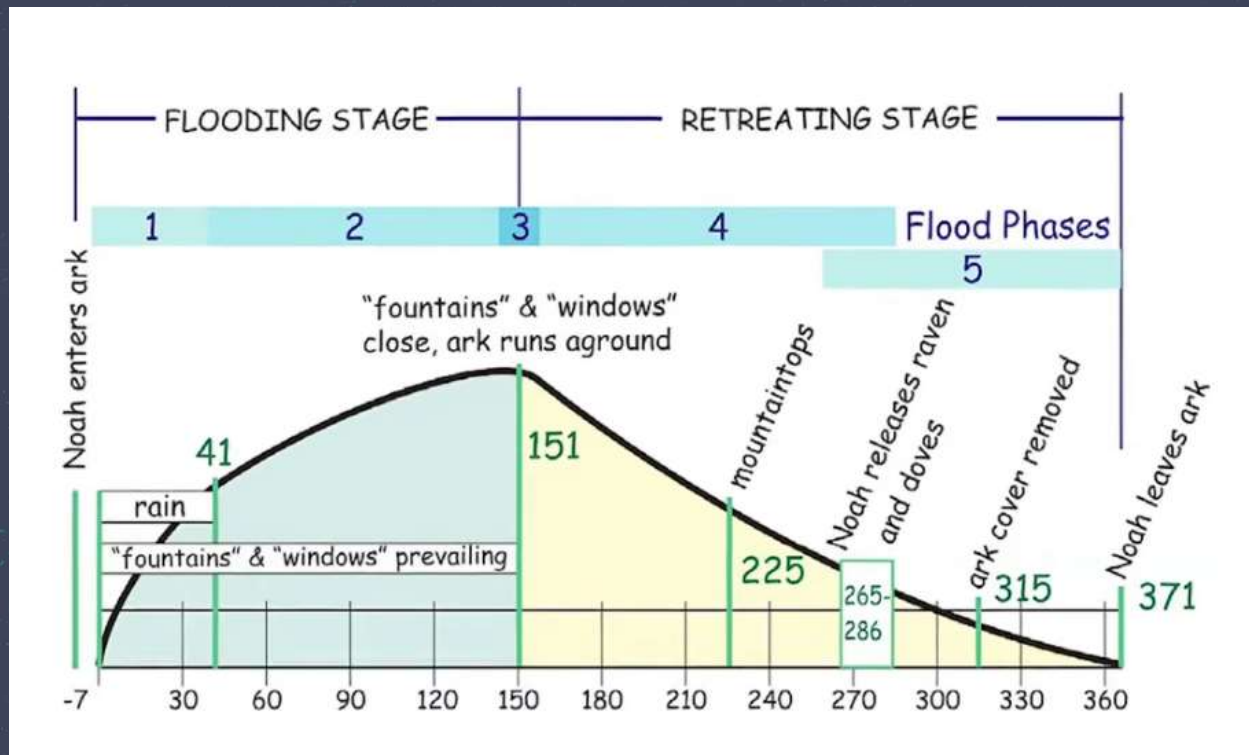 FLOODING STAGE
RETREATING STAGE
1
2
3
4
Flood Phases
5
Noah enters ark
"fountains" & "windows"
close, ark runs aground
mountaintops
Noah releases raven
and doves
ark cover removed
Noah leaves ark
41
151
rain
"fountains" & "windows" prevailing
225
265-
286
315
371
-7
30
60
90
120
150
180
210
240
270
300
330
360